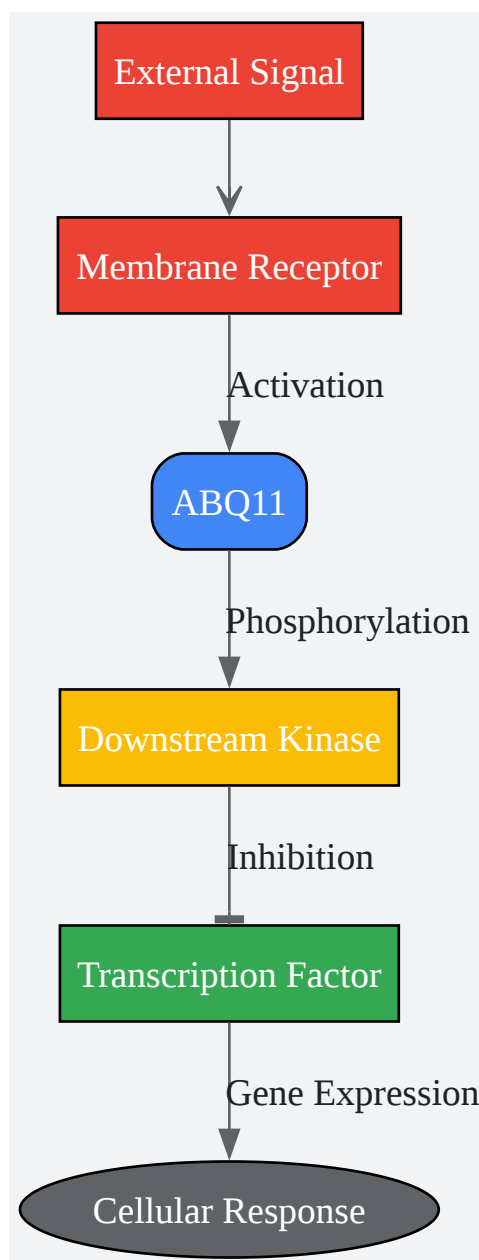 External Signal
Membrane Receptor
Activation
ABQ11
Phosphorylation
Downstream Kinase
Inhibition
Transcription Factor
Gene Expression
Cellular Response